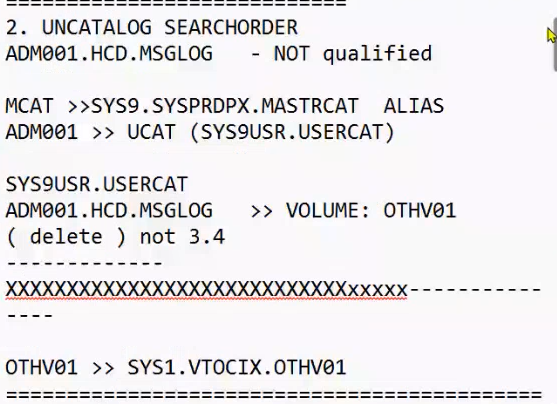 =============================
2. UNCATALOG SEARCHORDER
ADM001.HCD.MSGLOG - NOT qualified
MCAT >>SYS9.SYSPRDPX.MASTRCAT ALIAS
ADM001 >> UCAT (SYS9USR.USERCAT)
SYS9USR.USERCAT
ADM001.HCD.MSGLOG >> VOLUME: OTHV01
( delete ) not 3.4
-------------
XXXXXXXXXXXXXXXXXXXXXXXXXXXXxxxxx-----------
----
OTHV01 >> SYS1.VTOCIX.OTHV01
============================================